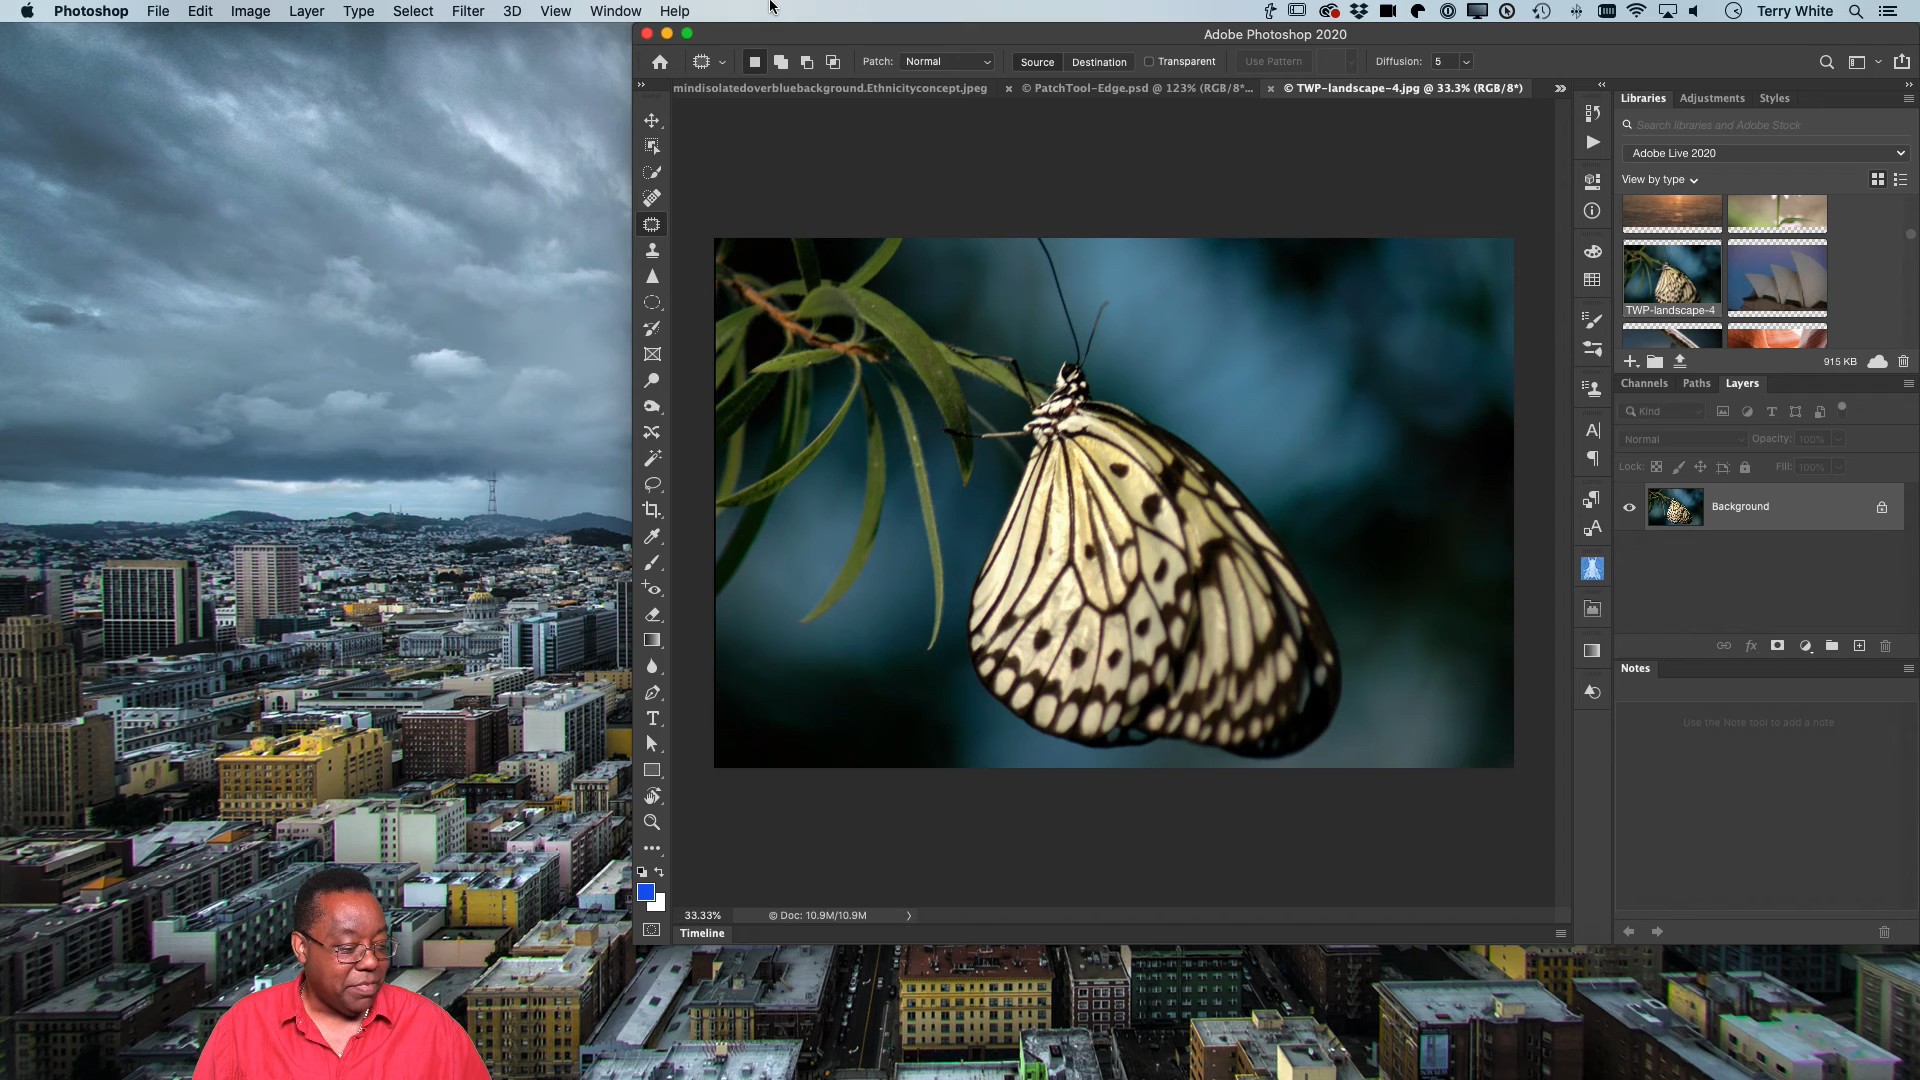 Photoshop File Edit Image Layer Type Select Filter 3D View Window Help Terry White
Adobe Photoshop 2020
Patch: Normal Source Destination Transparent Use Pattern Diffusion: 5
mindisolatedoverbluebackground.Ethnicityconcept.jpeg × © PatchTool-Edge.psd @ 123% (RGB/8*... × © TWP-landscape-4.jpg @ 33.3% (RGB/8*)
Libraries Adjustments Styles
Search libraries and Adobe Stock
Adobe Live 2020
View by type
TWP-landscape-4
915 KB
Channels Paths Layers
Kind
Normal Opacity: 100%
Lock: Fill: 100%
Background
Notes
Use the Note tool to add a note
33.33% © Doc: 10.9M/10.9M
Timeline